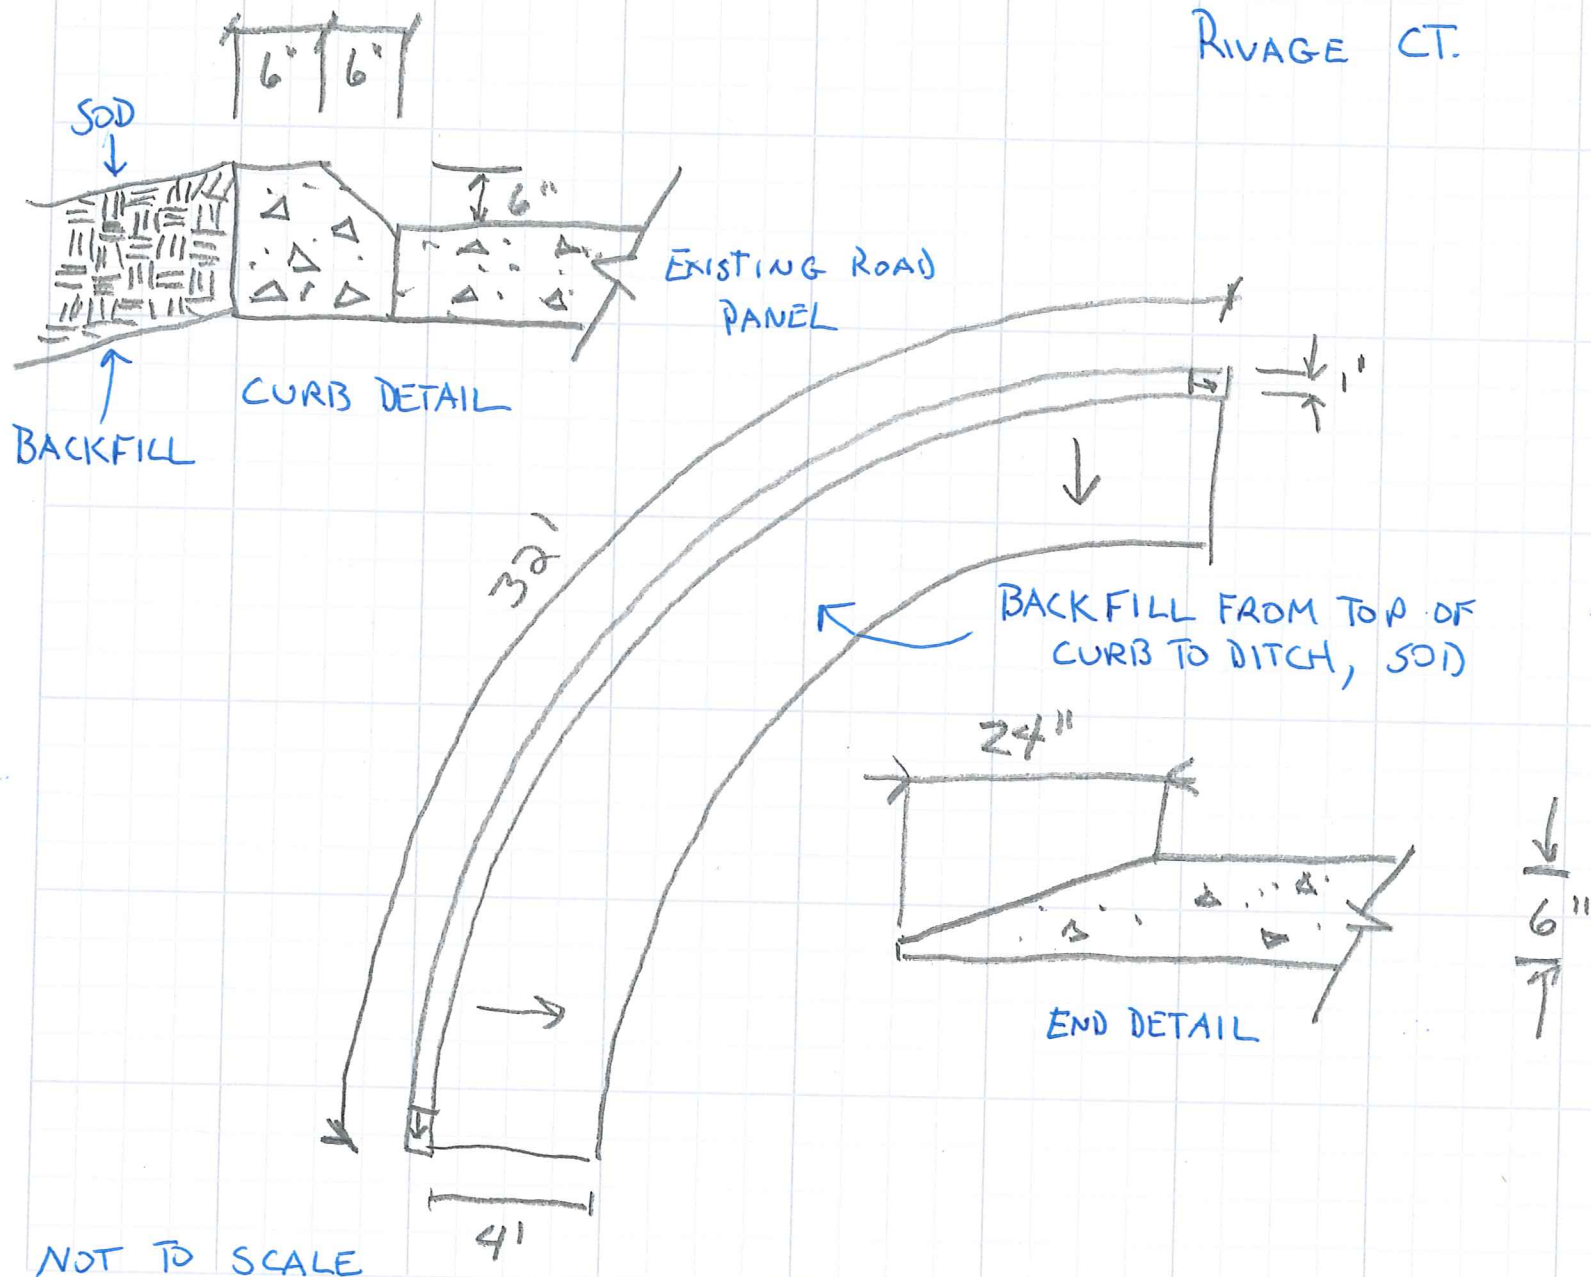 RIVAGE CT.
6" 6"
SOD
6"
EXISTING ROAD
PANEL
CURB DETAIL
BACKFILL
1'
32'
BACKFILL FROM TOP OF
CURB TO DITCH, SOD
24"
6"
END DETAIL
4'
NOT TO SCALE